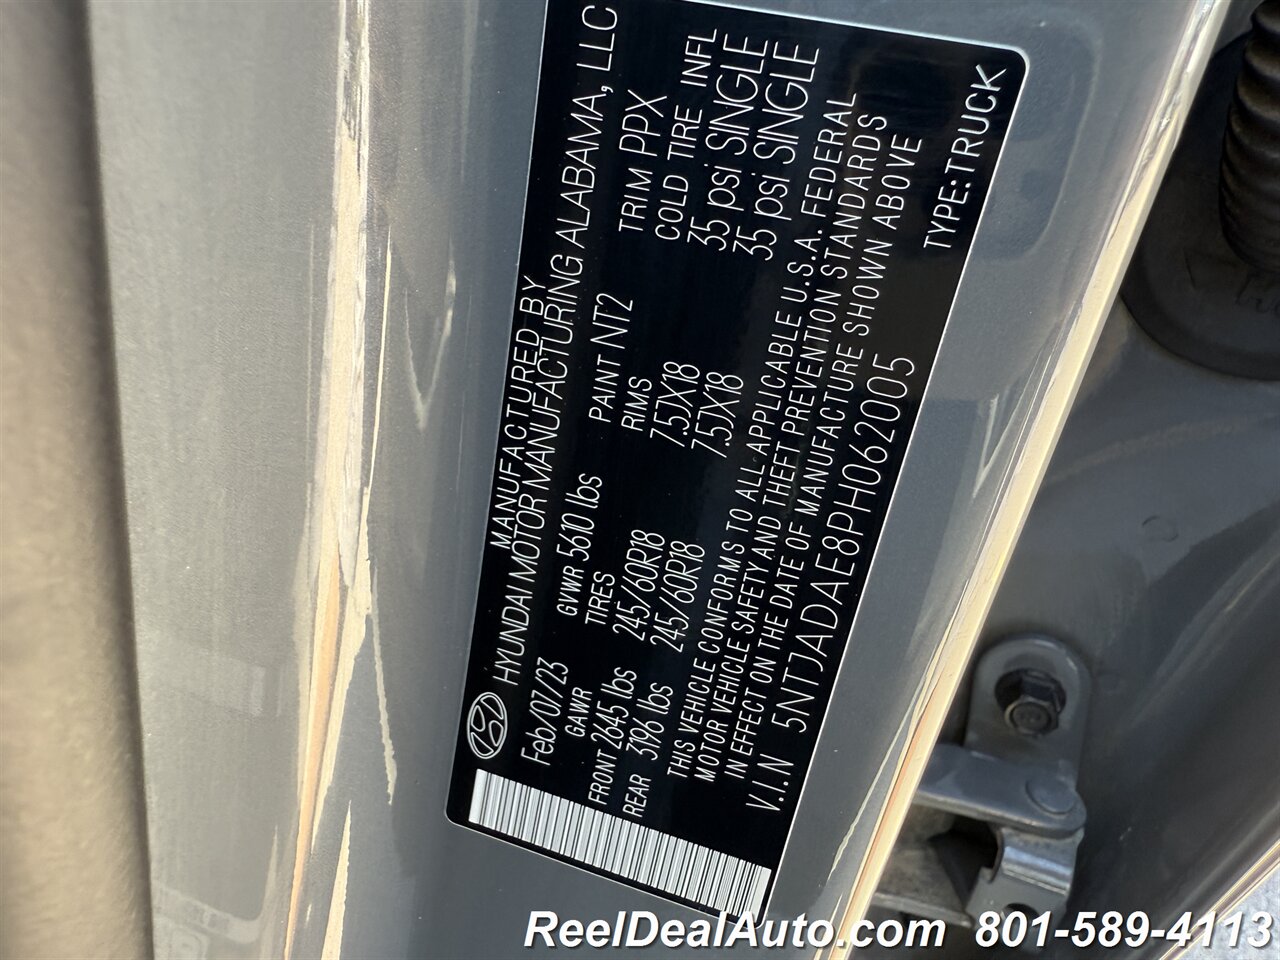 MANUFACTURED BY
HYUNDAI MOTOR MANUFACTURING ALABAMA, LLC
Feb/07/23 GVWR 5610 lbs PAINT NT2 TRIM PPX
GAWR TIRES RIMS COLD TIRE INFL
FRONT 2645 lbs 245/60R18 7.5JX18 35 psi SINGLE
REAR 3196 lbs 245/60R18 7.5JX18 35 psi SINGLE
THIS VEHICLE CONFORMS TO ALL APPLICABLE U.S.A. FEDERAL
MOTOR VEHICLE SAFETY AND THEFT PREVENTION STANDARDS
IN EFFECT ON THE DATE OF MANUFACTURE SHOWN ABOVE
V.I.N 5NTJADAE8PH062005 TYPE:TRUCK
ReelDealAuto.com 801-589-4113